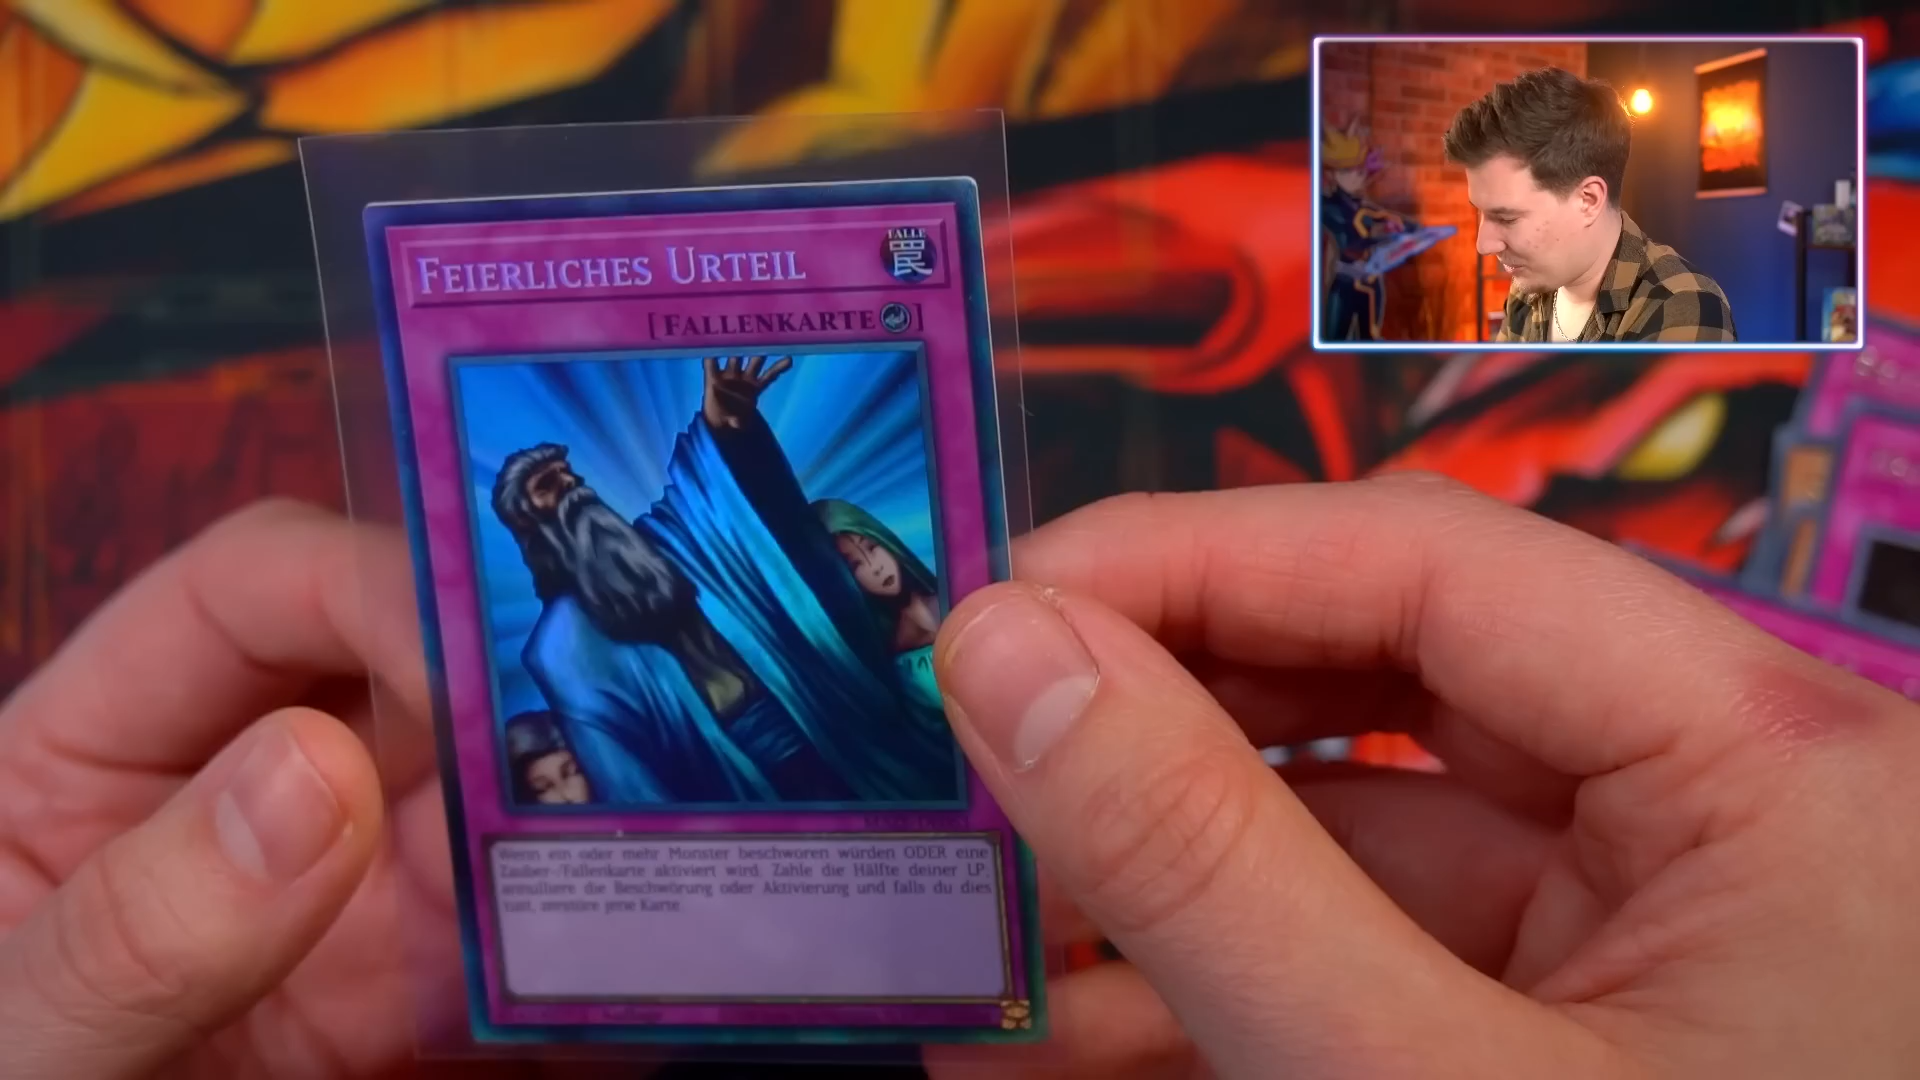 FEIERLICHES URTEIL
FALLE
罠
[FALLENKARTE]
Wenn ein oder mehr Monster beschworen würden ODER eine
Zauber-/Fallenkarte aktiviert wird: Zahle die Hälfte deiner LP;
annulliere die Beschwörung oder Aktivierung und falls du dies
tust, zerstöre jene Karte.